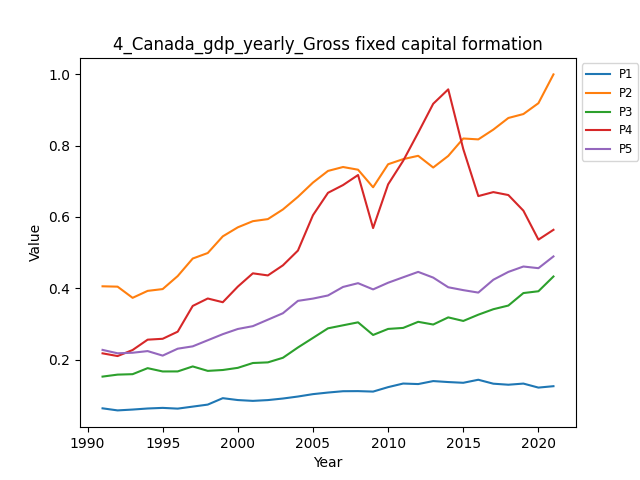 4_Canada_gdp_yearly_Gross fixed capital formation
1.0
0.8
0.6
0.4
0.2
Value
1990 1995 2000 2005 2010 2015 2020
Year
P1
P2
P3
P4
P5